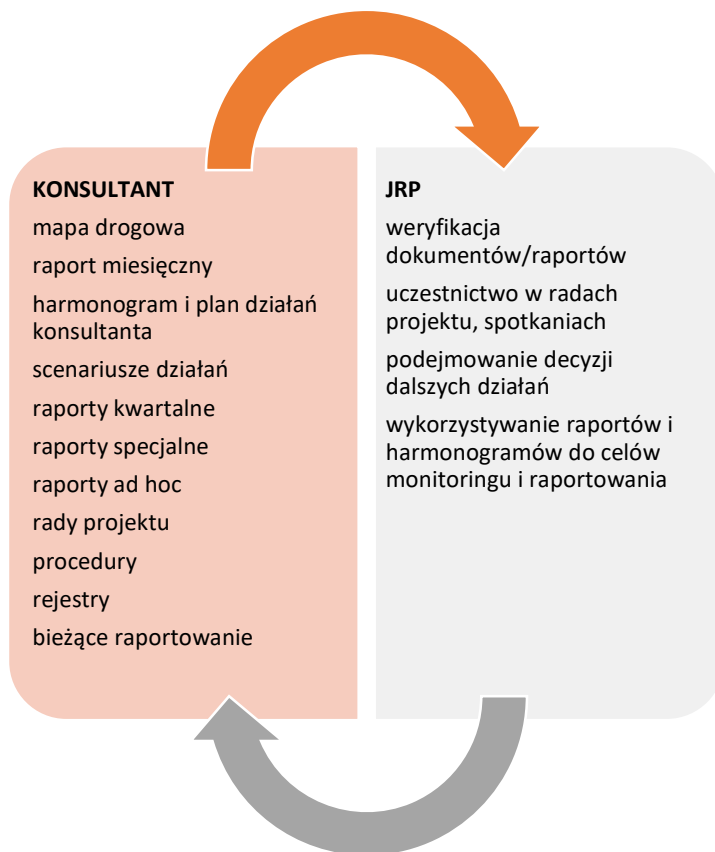 KONSULTANT
mapa drogowa
raport miesięczny
harmonogram i plan działań
konsultanta
scenariusze działań
raporty kwartalne
raporty specjalne
raporty ad hoc
rady projektu
procedury
rejestry
bieżące raportowanie
JRP
weryfikacja
dokumentów/raportów
uczestnictwo w radach
projektu, spotkaniach
podejmowanie decyzji
dalszych działań
wykorzystywanie raportów i
harmonogramów do celów
monitoringu i raportowania